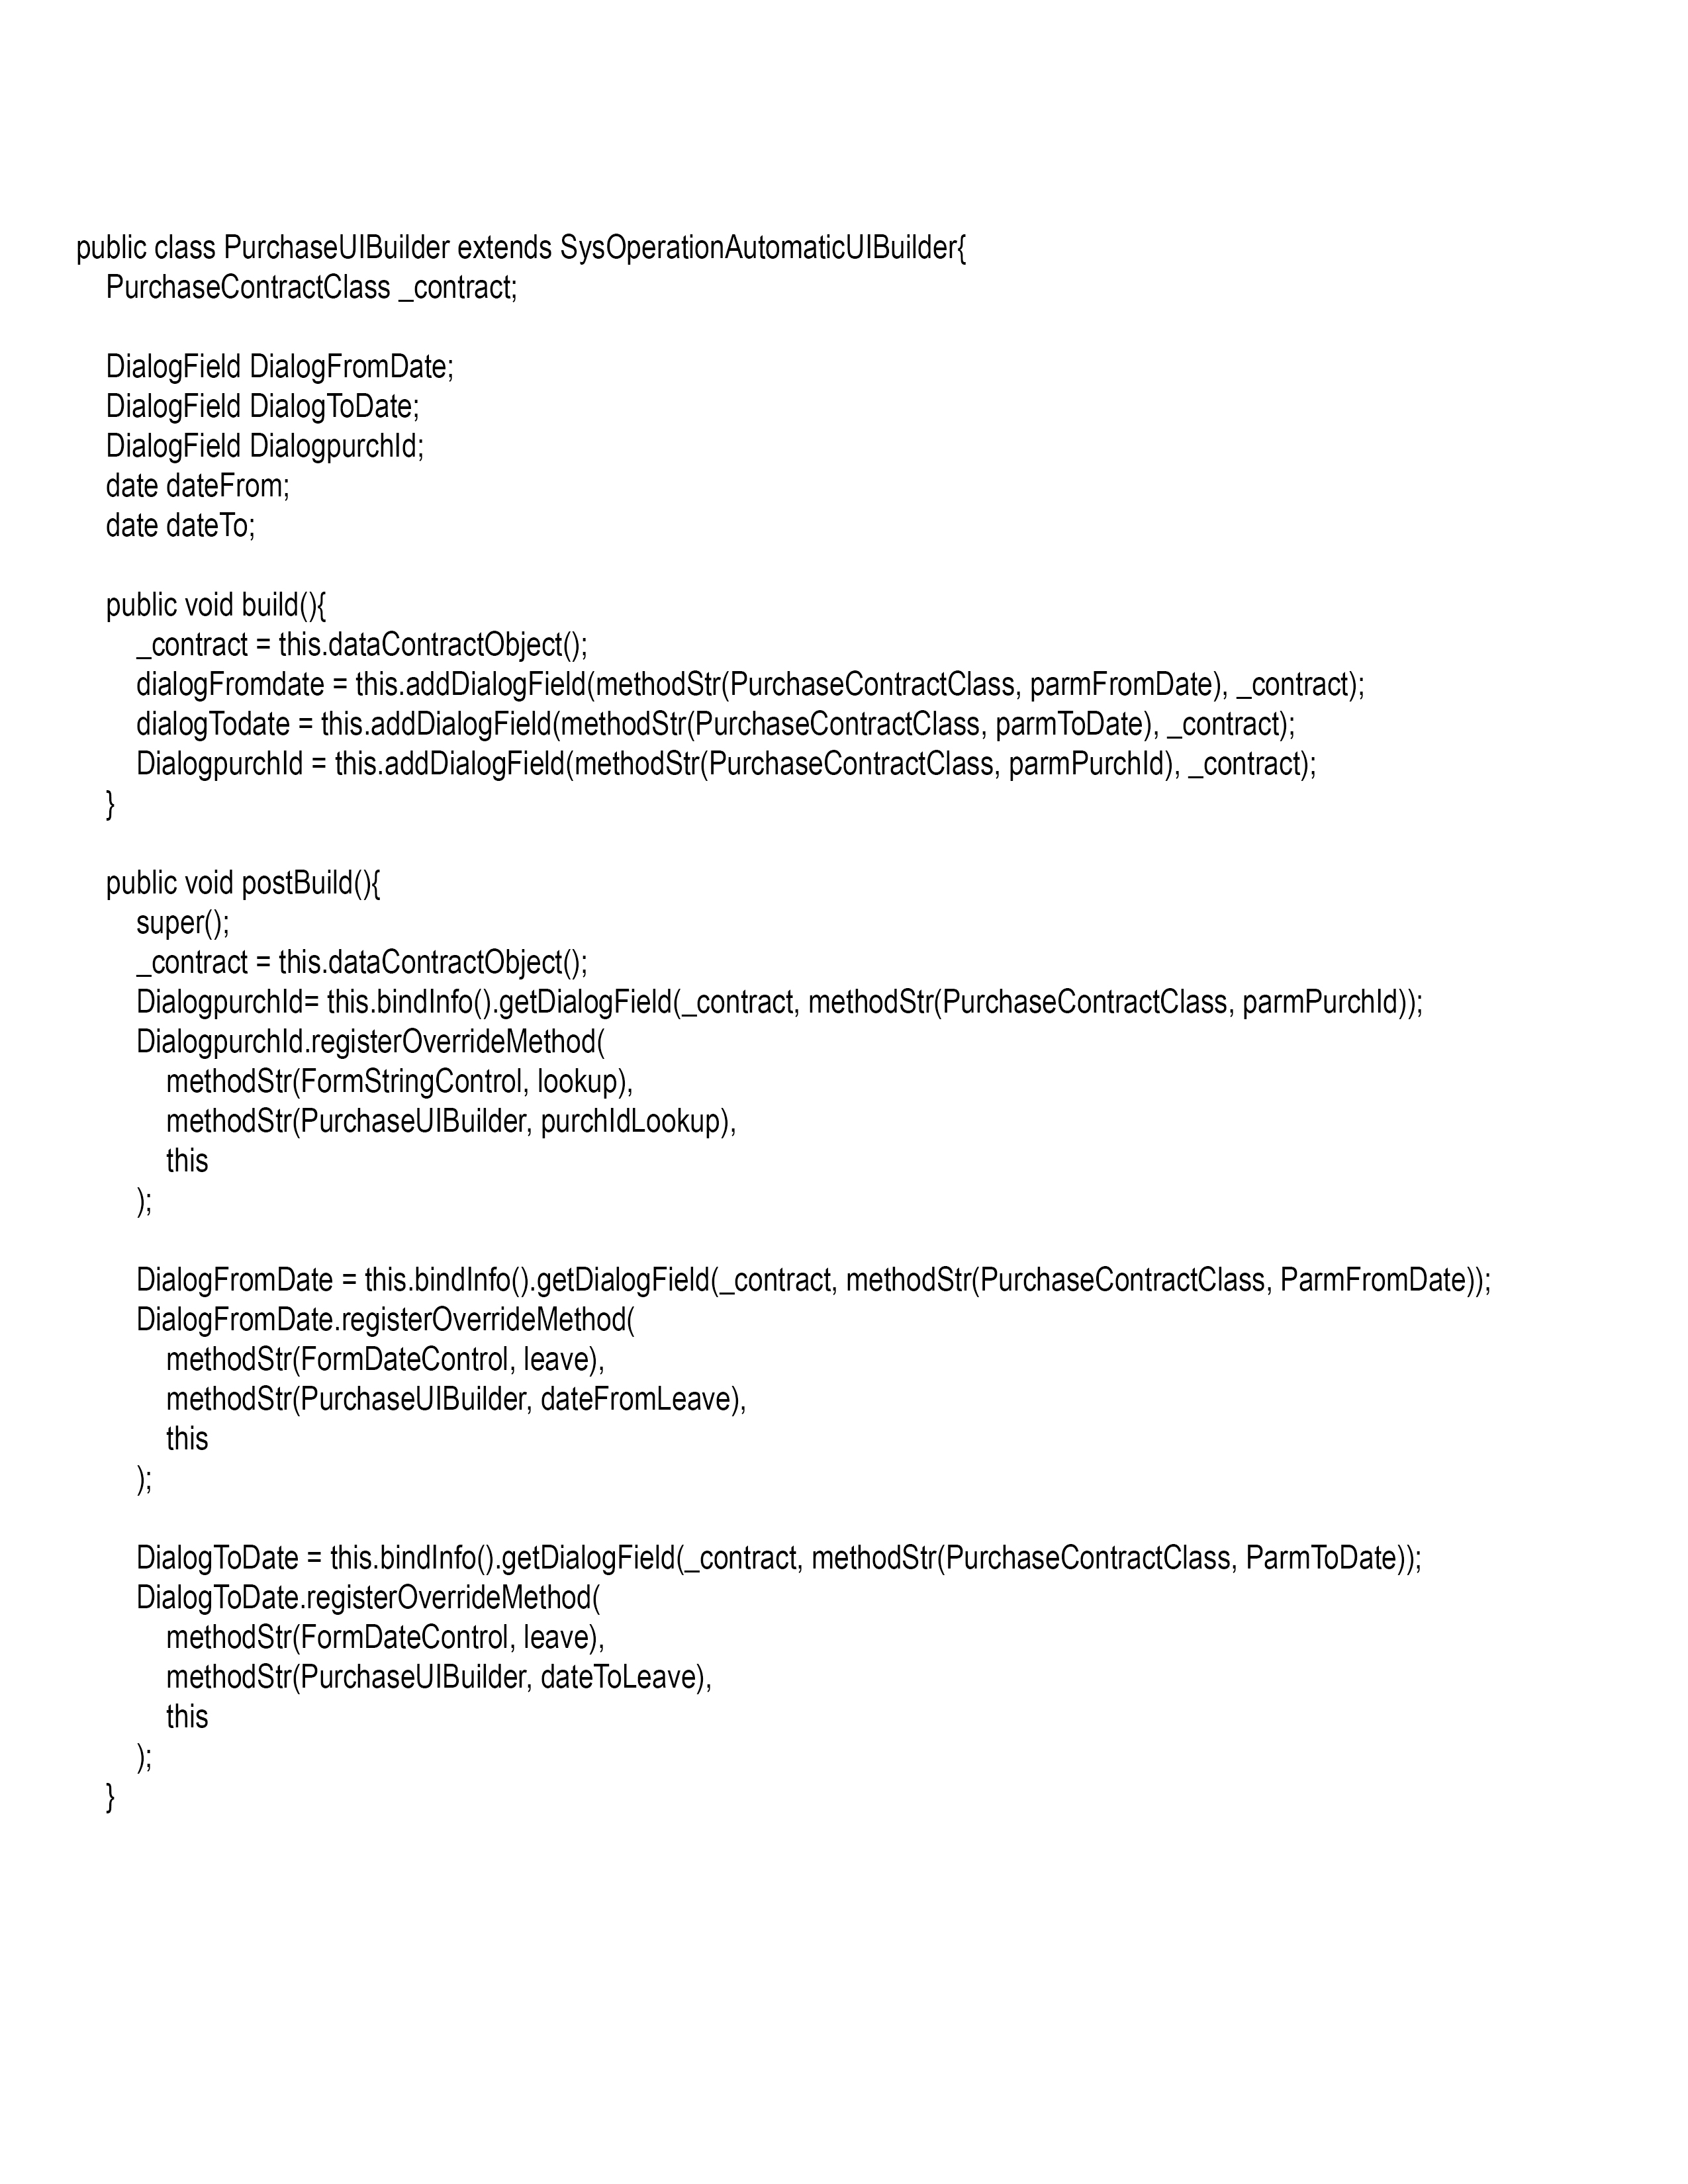 public class PurchaseUIBuilder extends SysOperationAutomaticUIBuilder{
PurchaseContractClass _contract;
DialogField DialogFromDate;
DialogField DialogToDate;
DialogField DialogpurchId;
date dateFrom;
date dateTo;
public void build(){
_contract = this.dataContractObject();
dialogFromdate = this.addDialogField(methodStr(PurchaseContractClass, parmFromDate), _contract);
dialogTodate = this.addDialogField(methodStr(PurchaseContractClass, parmToDate), _contract);
DialogpurchId = this.addDialogField(methodStr(PurchaseContractClass, parmPurchId), _contract);
}
public void postBuild(){
super();
_contract = this.dataContractObject();
DialogpurchId= this.bindInfo().getDialogField(_contract, methodStr(PurchaseContractClass, parmPurchId));
DialogpurchId.registerOverrideMethod(
methodStr(FormStringControl, lookup),
methodStr(PurchaseUIBuilder, purchIdLookup),
this
);
DialogFromDate = this.bindInfo().getDialogField(_contract, methodStr(PurchaseContractClass, ParmFromDate));
DialogFromDate.registerOverrideMethod(
methodStr(FormDateControl, leave),
methodStr(PurchaseUIBuilder, dateFromLeave),
this
);
DialogToDate = this.bindInfo().getDialogField(_contract, methodStr(PurchaseContractClass, ParmToDate));
DialogToDate.registerOverrideMethod(
methodStr(FormDateControl, leave),
methodStr(PurchaseUIBuilder, dateToLeave),
this
);
}